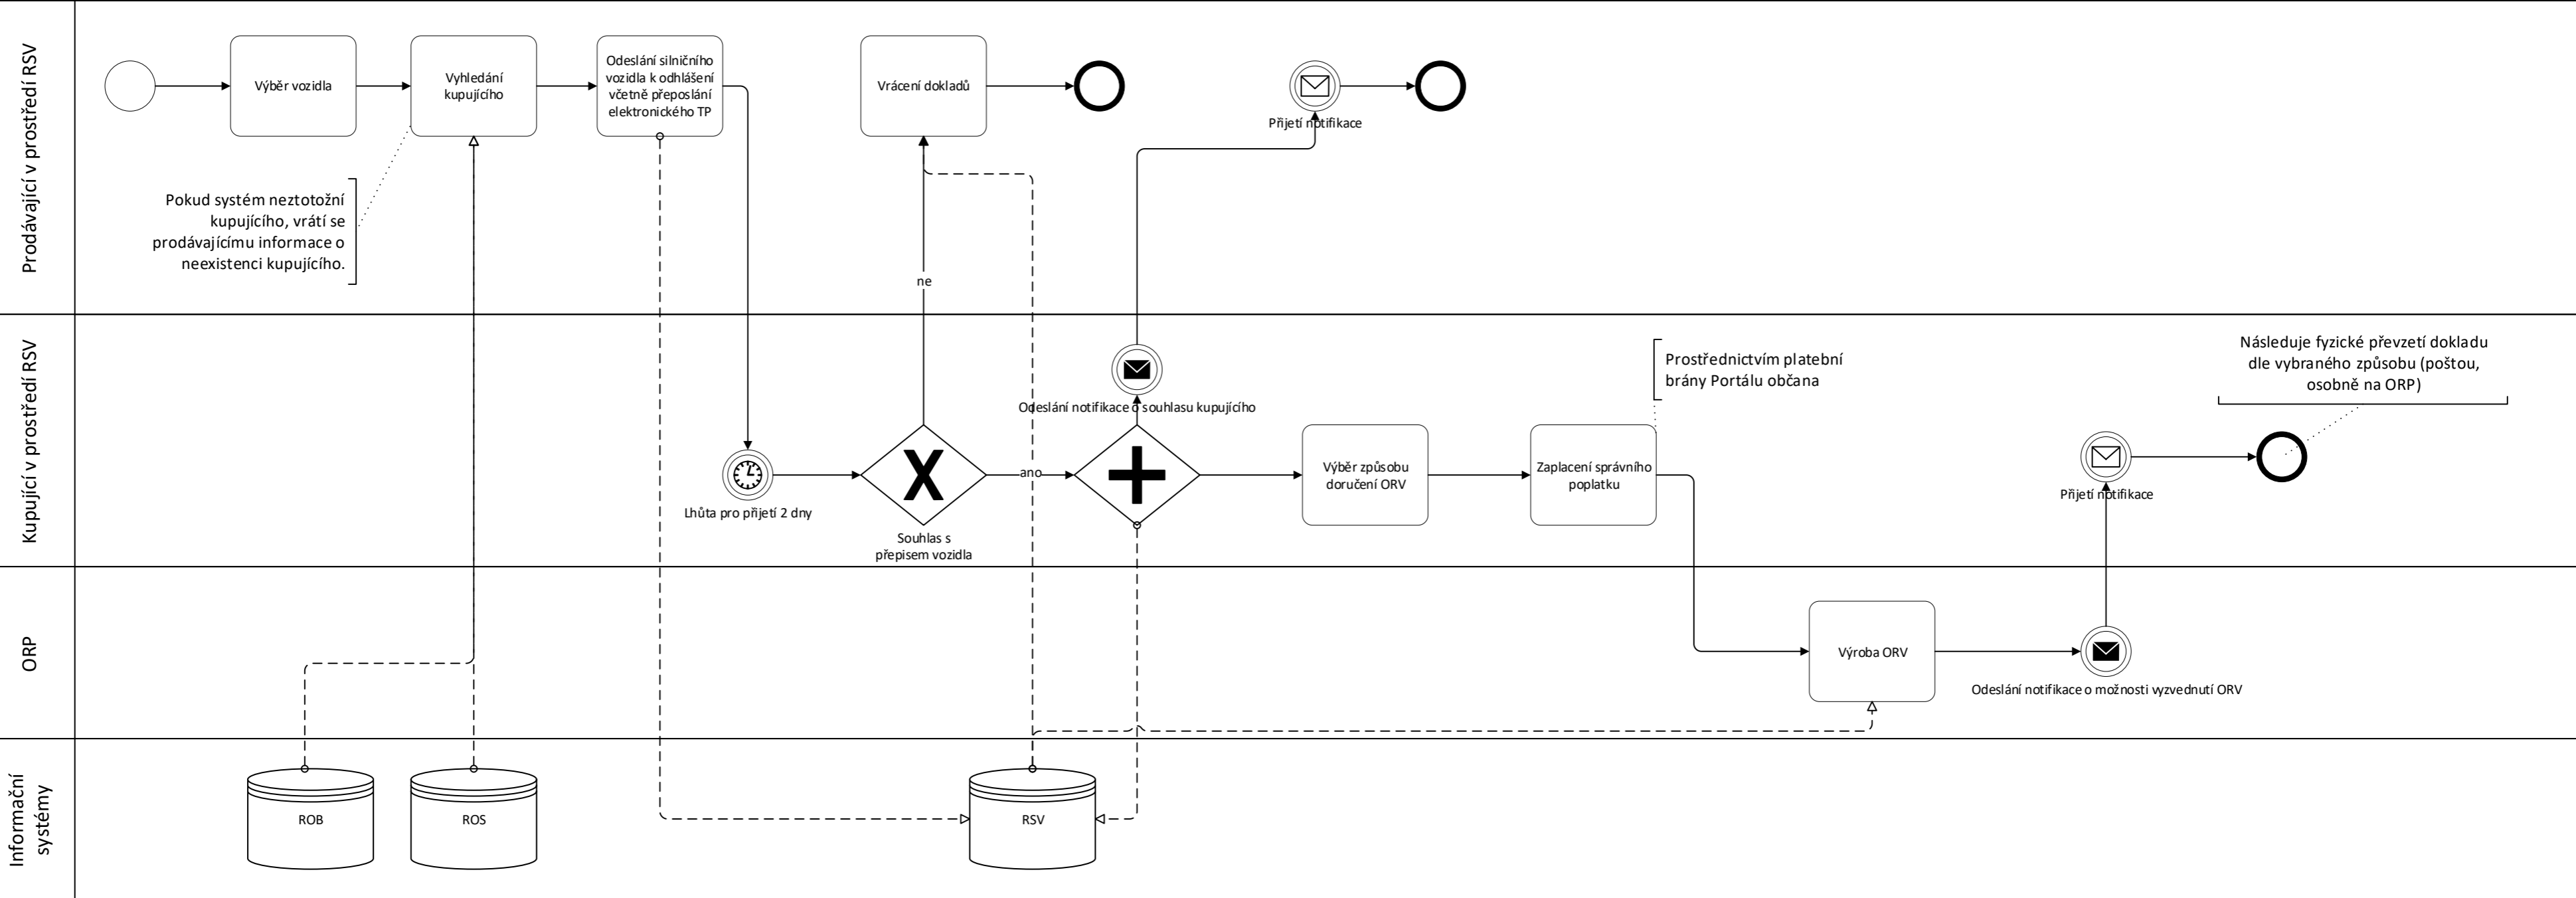 Prodávající v prostředí RSV
Výběr vozidla
Vyhledání
kupujícího
Odeslání silničního
vozidla k odhlášení
včetně přeposlání
elektronického TP
Vrácení dokladů
Přijetí notifikace
Pokud systém neztotožní
kupujícího, vrátí se
prodávajícímu informace o
neexistenci kupujícího.
ne
Kupující v prostředí RSV
Lhůta pro přijetí 2 dny
Souhlas s
přepisem vozidla
ano
Odeslání notifikace o souhlasu kupujícího
Výběr způsobu
doručení ORV
Prostřednictvím platební
brány Portálu občana
Zaplacení správního
poplatku
Přijetí notifikace
Následuje fyzické převzetí dokladu
dle vybraného způsobu (poštou,
osobně na ORP)
ORP
Výroba ORV
Odeslání notifikace o možnosti vyzvednutí ORV
Informační
systémy
ROB
ROS
RSV